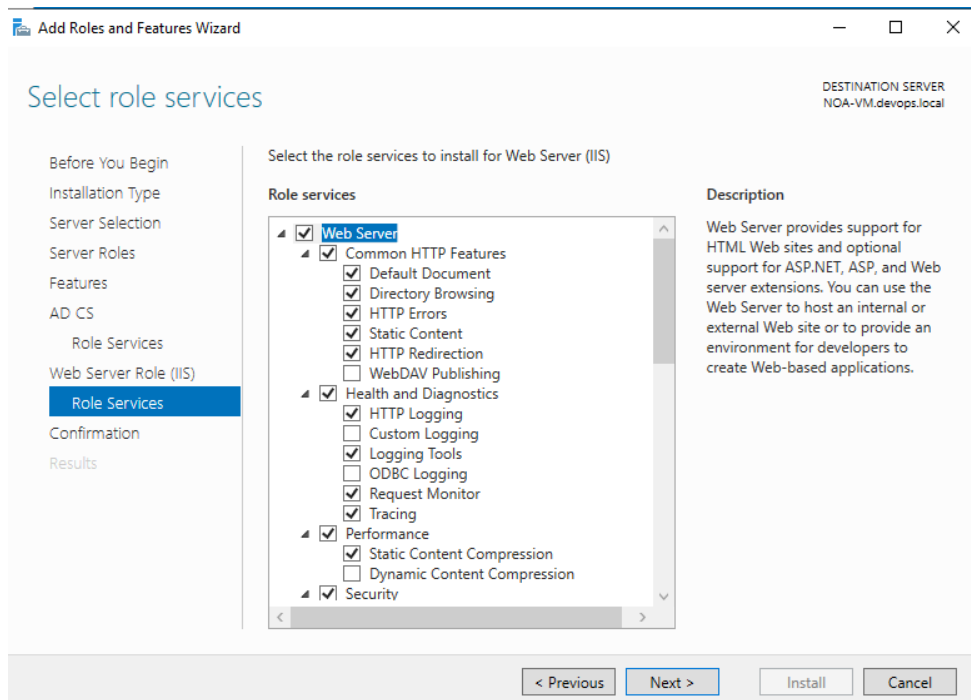 Add Roles and Features Wizard
Select role services
DESTINATION SERVER
NOA-VM.devops.local
Before You Begin
Installation Type
Server Selection
Server Roles
Features
AD CS
Role Services
Web Server Role (IIS)
Role Services
Confirmation
Results
Select the role services to install for Web Server (IIS)
Role services
Web Server
Common HTTP Features
Default Document
Directory Browsing
HTTP Errors
Static Content
HTTP Redirection
WebDAV Publishing
Health and Diagnostics
HTTP Logging
Custom Logging
Logging Tools
ODBC Logging
Request Monitor
Tracing
Performance
Static Content Compression
Dynamic Content Compression
Security
Description
Web Server provides support for
HTML Web sites and optional
support for ASP.NET, ASP, and Web
server extensions. You can use the
Web Server to host an internal or
external Web site or to provide an
environment for developers to
create Web-based applications.
< Previous
Next >
Install
Cancel